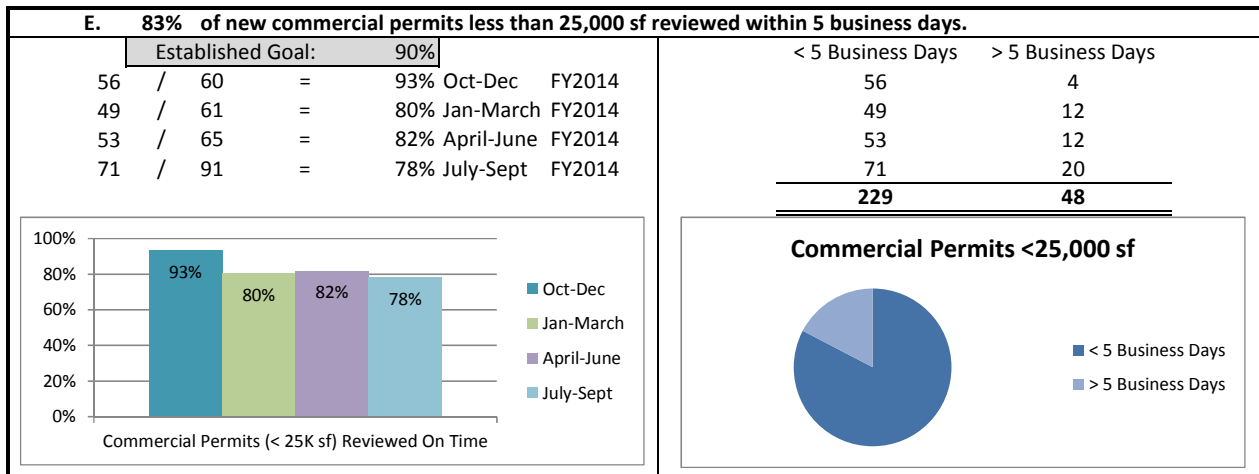 E. 83% of new commercial permits less than 25,000 sf reviewed within 5 business days.
Established Goal: 90%
56 / 60 = 93% Oct-Dec FY2014
49 / 61 = 80% Jan-March FY2014
53 / 65 = 82% April-June FY2014
71 / 91 = 78% July-Sept FY2014
< 5 Business Days > 5 Business Days
56 4
49 12
53 12
71 20
229 48
100%
80%
60%
40%
20%
0%
93%
80%
82%
78%
Commercial Permits (< 25K sf) Reviewed On Time
Oct-Dec
Jan-March
April-June
July-Sept
Commercial Permits <25,000 sf
< 5 Business Days
> 5 Business Days